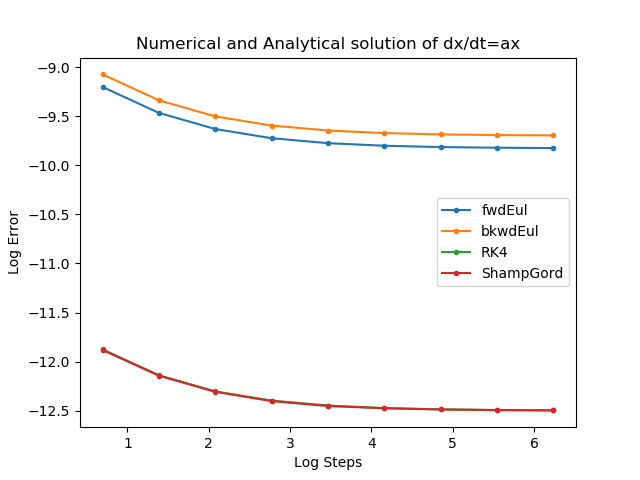 Numerical and Analytical solution of dx/dt=ax
Log Error
−9.0
−9.5
−10.0
−10.5
−11.0
−11.5
−12.0
−12.5
fwdEul
bkwdEul
RK4
ShampGord
1 2 3 4 5 6
Log Steps